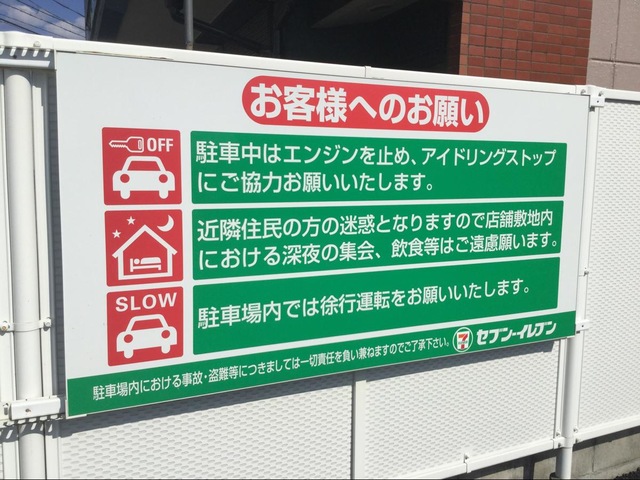 お客様へのお願い
OFF
駐車中はエンジンを止め、アイドリングストップ
にご協力お願いいたします。
近隣住民の方の迷惑となりますので店舗敷地内
における深夜の集会、飲食等はご遠慮願います。
SLOW
駐車場内では徐行運転をお願いいたします。
駐車場内における事故・盗難等につきましては一切責任を負い兼ねますのでご了承下さい。
7 セブン-イレブン